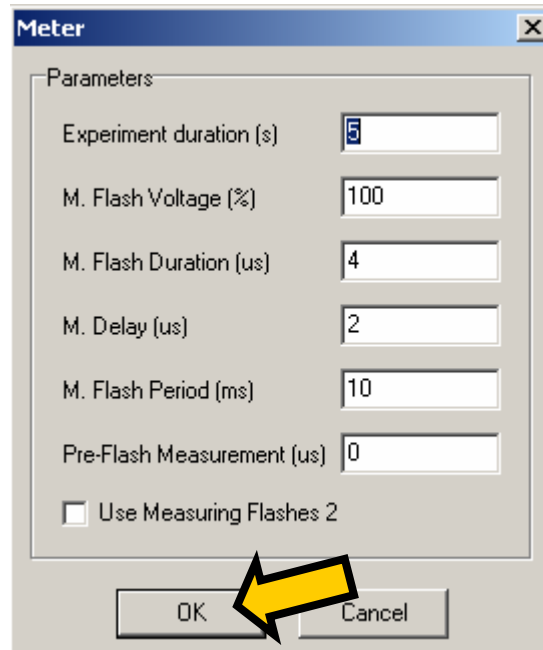 Meter
Parameters
Experiment duration (s) 5
M. Flash Voltage (%) 100
M. Flash Duration (us) 4
M. Delay (us) 2
M. Flash Period (ms) 10
Pre-Flash Measurement (us) 0
Use Measuring Flashes 2
OK Cancel